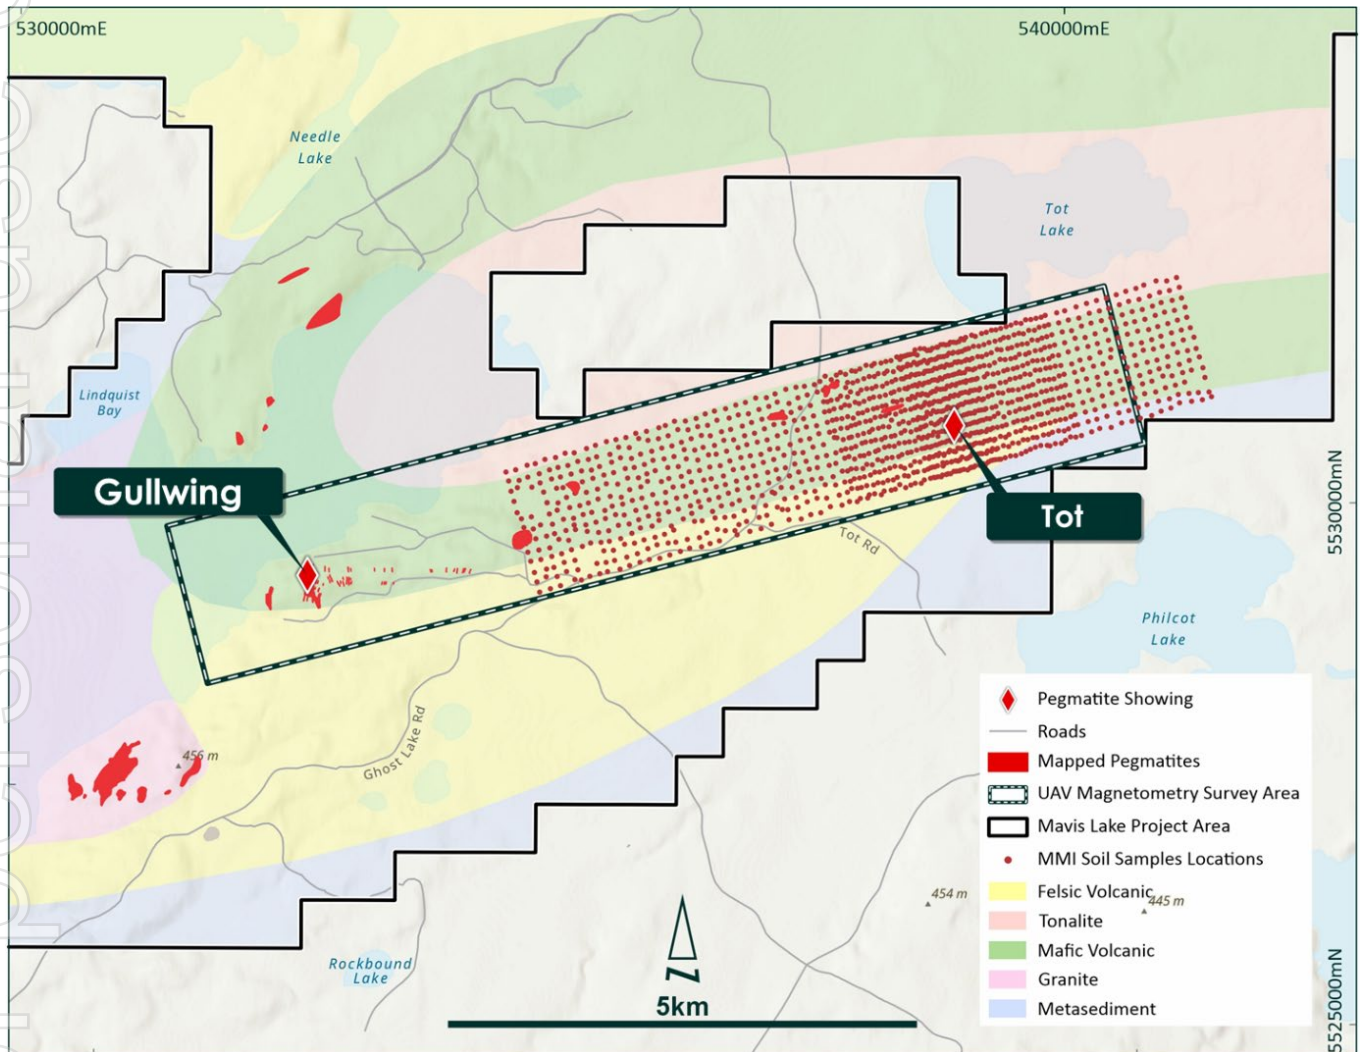 530000mE
540000mE
Needle
Lake
Tot
Lake
Lindquist
Bay
Gullwing
Tot
5530000mN
Tot Rd
Philcot
Lake
Ghost Lake Rd
456 m
Pegmatite Showing
Roads
Mapped Pegmatites
UAV Magnetometry Survey Area
Mavis Lake Project Area
MMI Soil Samples Locations
Felsic Volcanic
Tonalite
Mafic Volcanic
Granite
Metasediment
454 m
445 m
Rockbound
Lake
N
5km
5525000mN